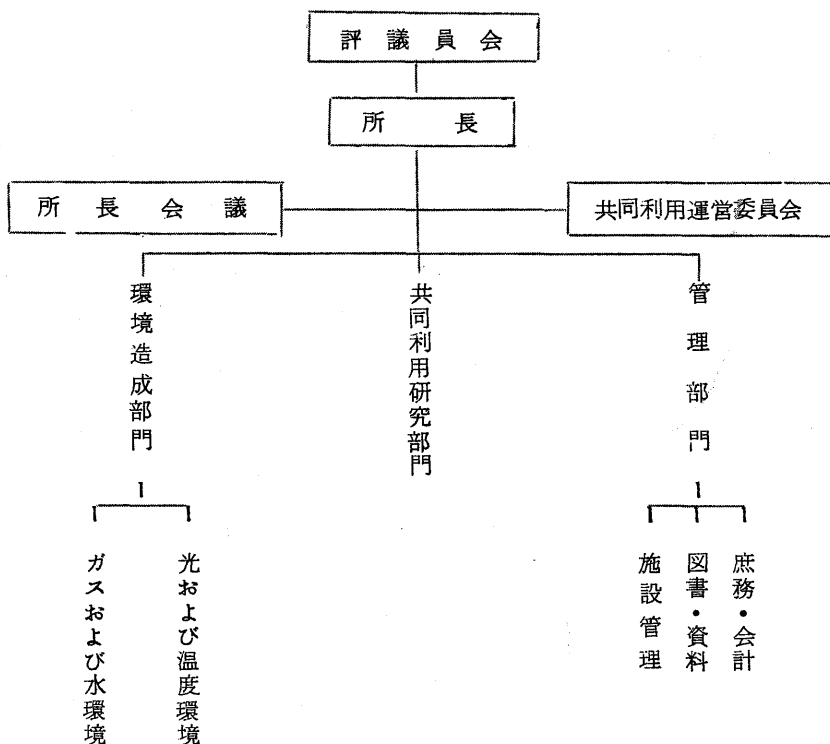 評議員会
所長
所長会議
共同利用運営委員会
管理部門
共同利用研究部門
環境造成部門
庶務・会計
図書・資料
施設管理
光および温度環境
ガスおよび水環境